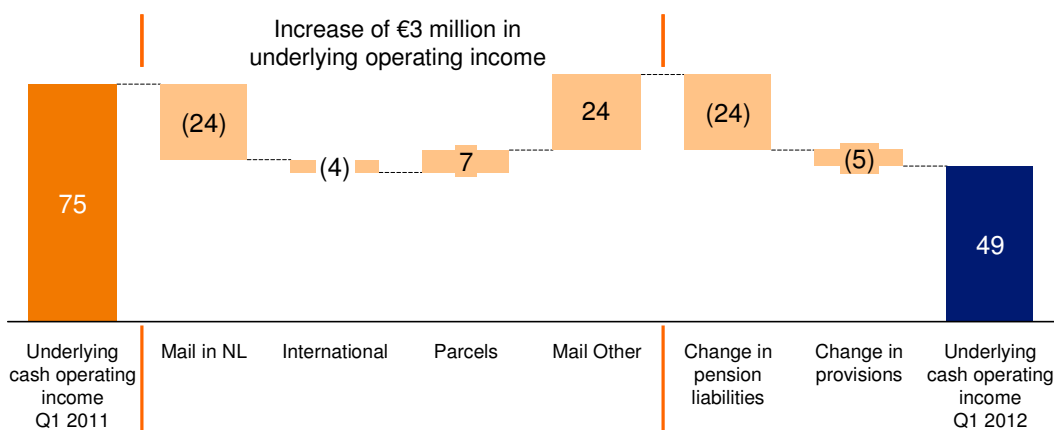 Increase of €3 million in
underlying operating income
75
(24)
(4)
7
24
(24)
(5)
49
Underlying
cash operating
income
Q1 2011
Mail in NL
International
Parcels
Mail Other
Change in
pension
liabilities
Change in
provisions
Underlying
cash operating
income
Q1 2012